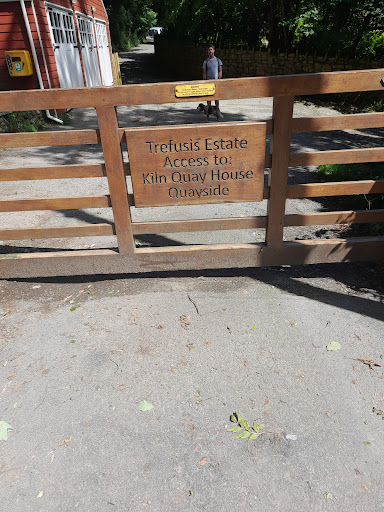 Trefusis Estate
Access to:
Kiln Quay House
Quayside